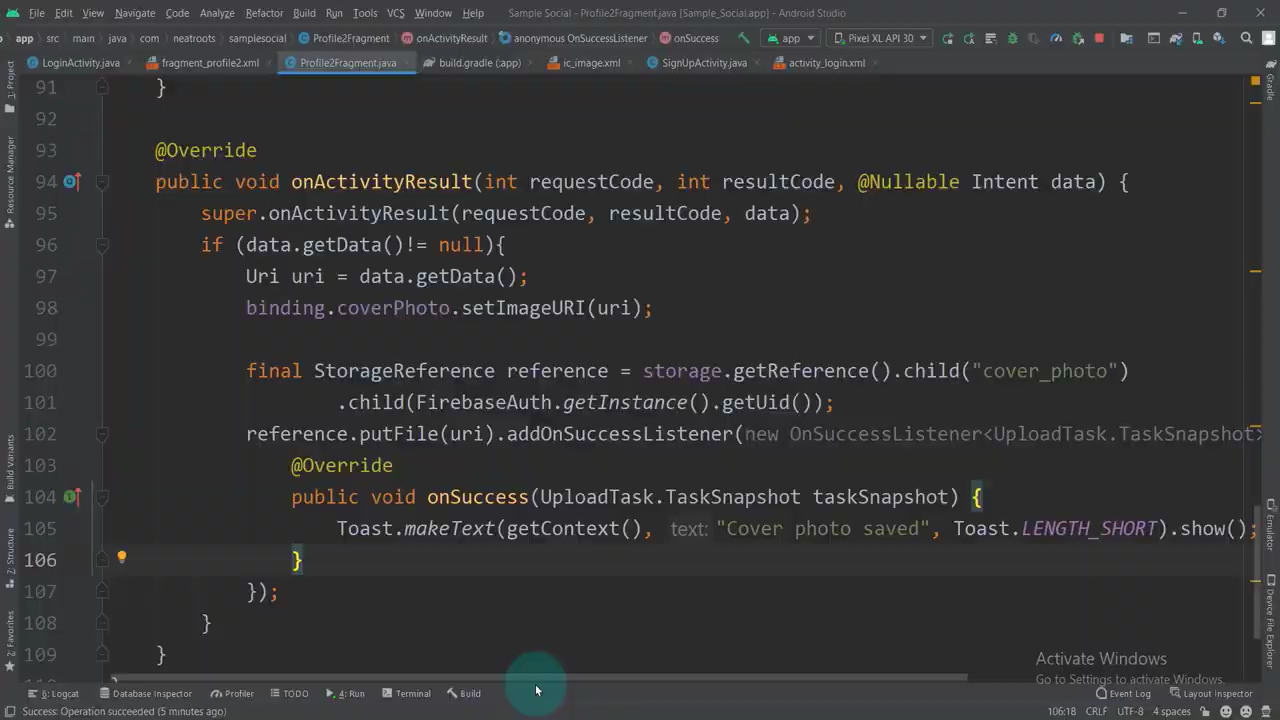 File Edit View Navigate Code Analyze Refactor Build Run Tools VCS Window Help Sample Social - Profile2Fragment.java [Sample_Social.app] - Android Studio
app src main java com neatroots samplesocial Profile2Fragment onActivityResult anonymous OnSuccessListener onSuccess app Pixel XL API 30
LoginActivity.java fragment_profile2.xml Profile2Fragment.java build.gradle (:app) ic_image.xml SignUpActivity.java activity_login.xml
1: Project
Resource Manager
Build Variants
7: Structure
2: Favorites
91 }
92
93 @Override
94 public void onActivityResult(int requestCode, int resultCode, @Nullable Intent data) {
95 super.onActivityResult(requestCode, resultCode, data);
96 if (data.getData()!= null){
97 Uri uri = data.getData();
98 binding.coverPhoto.setImageURI(uri);
99
100 final StorageReference reference = storage.getReference().child("cover_photo")
101 .child(FirebaseAuth.getInstance().getUid());
102 reference.putFile(uri).addOnSuccessListener(new OnSuccessListener<UploadTask.TaskSnapshot>
103 @Override
104 public void onSuccess(UploadTask.TaskSnapshot taskSnapshot) {
105 Toast.makeText(getContext(), text: "Cover photo saved", Toast.LENGTH_SHORT).show();
106 }
107 });
108 }
109 }
Gradle
Emulator
Device File Explorer
Activate Windows
Go to Settings to activate Windows.
6: Logcat Database Inspector Profiler TODO 4: Run Terminal Build Event Log Layout Inspector
Success: Operation succeeded (5 minutes ago) 106:18 CRLF UTF-8 4 spaces